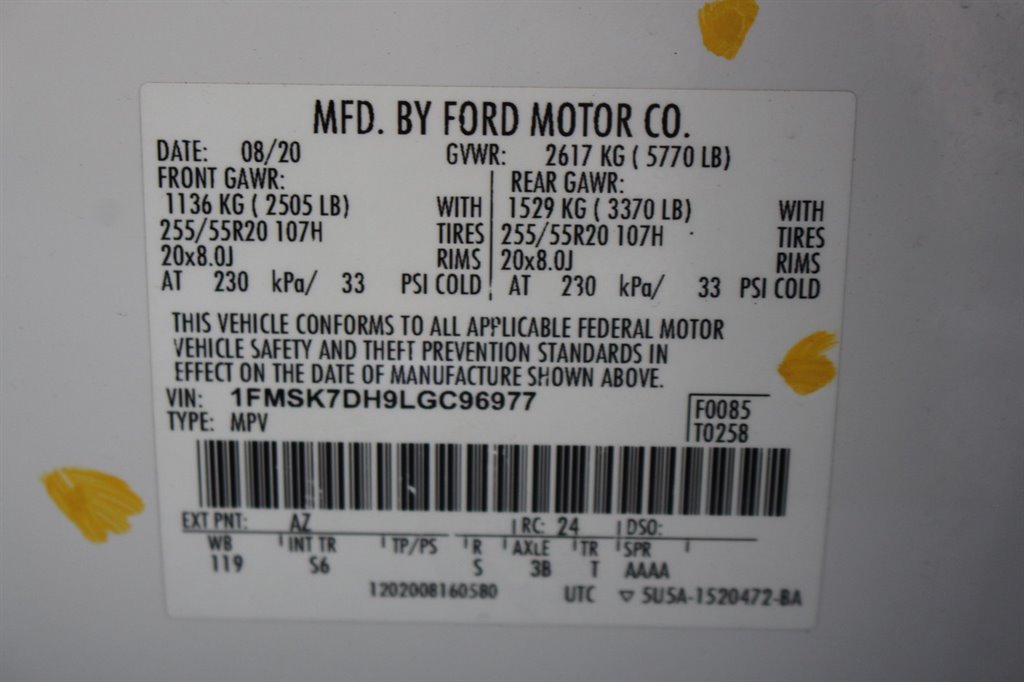 MFD. BY FORD MOTOR CO.
DATE: 08/20 GVWR: 2617 KG ( 5770 LB)
FRONT GAWR: REAR GAWR:
1136 KG ( 2505 LB) WITH 1529 KG ( 3370 LB) WITH
255/55R20 107H TIRES 255/55R20 107H TIRES
20x8.0J RIMS 20x8.0J RIMS
AT 230 kPa/ 33 PSI COLD AT 230 kPa/ 33 PSI COLD
THIS VEHICLE CONFORMS TO ALL APPLICABLE FEDERAL MOTOR
VEHICLE SAFETY AND THEFT PREVENTION STANDARDS IN
EFFECT ON THE DATE OF MANUFACTURE SHOWN ABOVE.
VIN: 1FMSK7DH9LGC96977 F0085
TYPE: MPV T0258
EXT PNT: AZ RC: 24 DSO:
WB INT TR TP/PS R AXLE TR SPR
119 S6 S 3B T AAAA
1202008160580 UTC ▽ 5U5A-1520472-BA